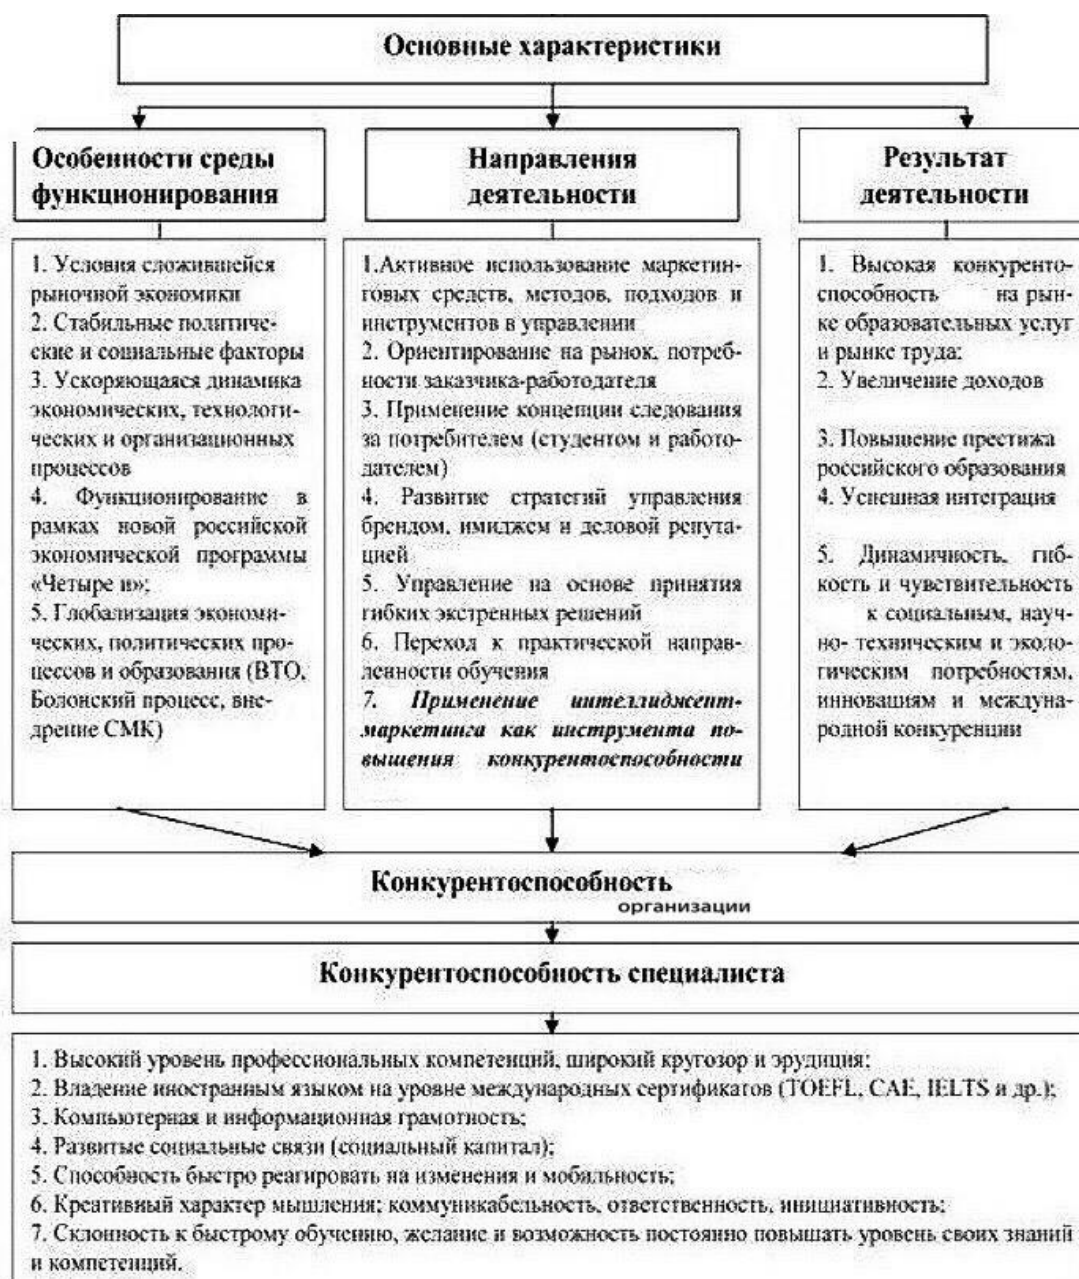 Основные характеристики
Особенности среды
функционирования
1. Условия сложившейся
рыночной экономики
2. Стабильные политиче-
ские и социальные факторы
3. Ускоряющаяся динамика
экономических, технологи-
ческих и организационных
процессов
4. Функционирование в
рамках новой российской
экономической программы
«Четыре и»;
5. Глобализация экономи-
ческих, политических про-
цессов и образования (ВТО,
Болонский процесс, вне-
дрение СМК)
Направления
деятельности
1.Активное использование маркетин-
говых средств, методов, подходов и
инструментов в управлении
2. Ориентирование на рынок, потреб-
ности заказчика-работодателя
3. Применение концепции следования
за потребителем (студентом и работо-
дателем)
4. Развитие стратегий управления
брендом, имиджем и деловой репута-
цией
5. Управление на основе принятия
гибких экстренных решений
6. Переход к практической направ-
ленности обучения
7. Применение интеллиджент-
маркетинга как инструмента по-
вышения конкурентоспособности
Результат
деятельности
1. Высокая конкуренто-
способность на рын-
ке образовательных услуг
и рынке труда;
2. Увеличение доходов
3. Повышение престижа
российского образования
4. Успешная интеграция
5. Динамичность, гиб-
кость и чувствительность
к социальным, науч-
но- техническим и эколо-
гическим потребностям,
инновациям и междуна-
родной конкуренции
Конкурентоспособность
организации
Конкурентоспособность специалиста
1. Высокий уровень профессиональных компетенций, широкий кругозор и эрудиция;
2. Владение иностранным языком на уровне международных сертификатов (TOEFL, CAE, IELTS и др.);
3. Компьютерная и информационная грамотность;
4. Развитые социальные связи (социальный капитал);
5. Способность быстро реагировать на изменения и мобильность;
6. Креативный характер мышления; коммуникабельность, ответственность, инициативность;
7. Склонность к быстрому обучению, желание и возможность постоянно повышать уровень своих знаний
и компетенций.